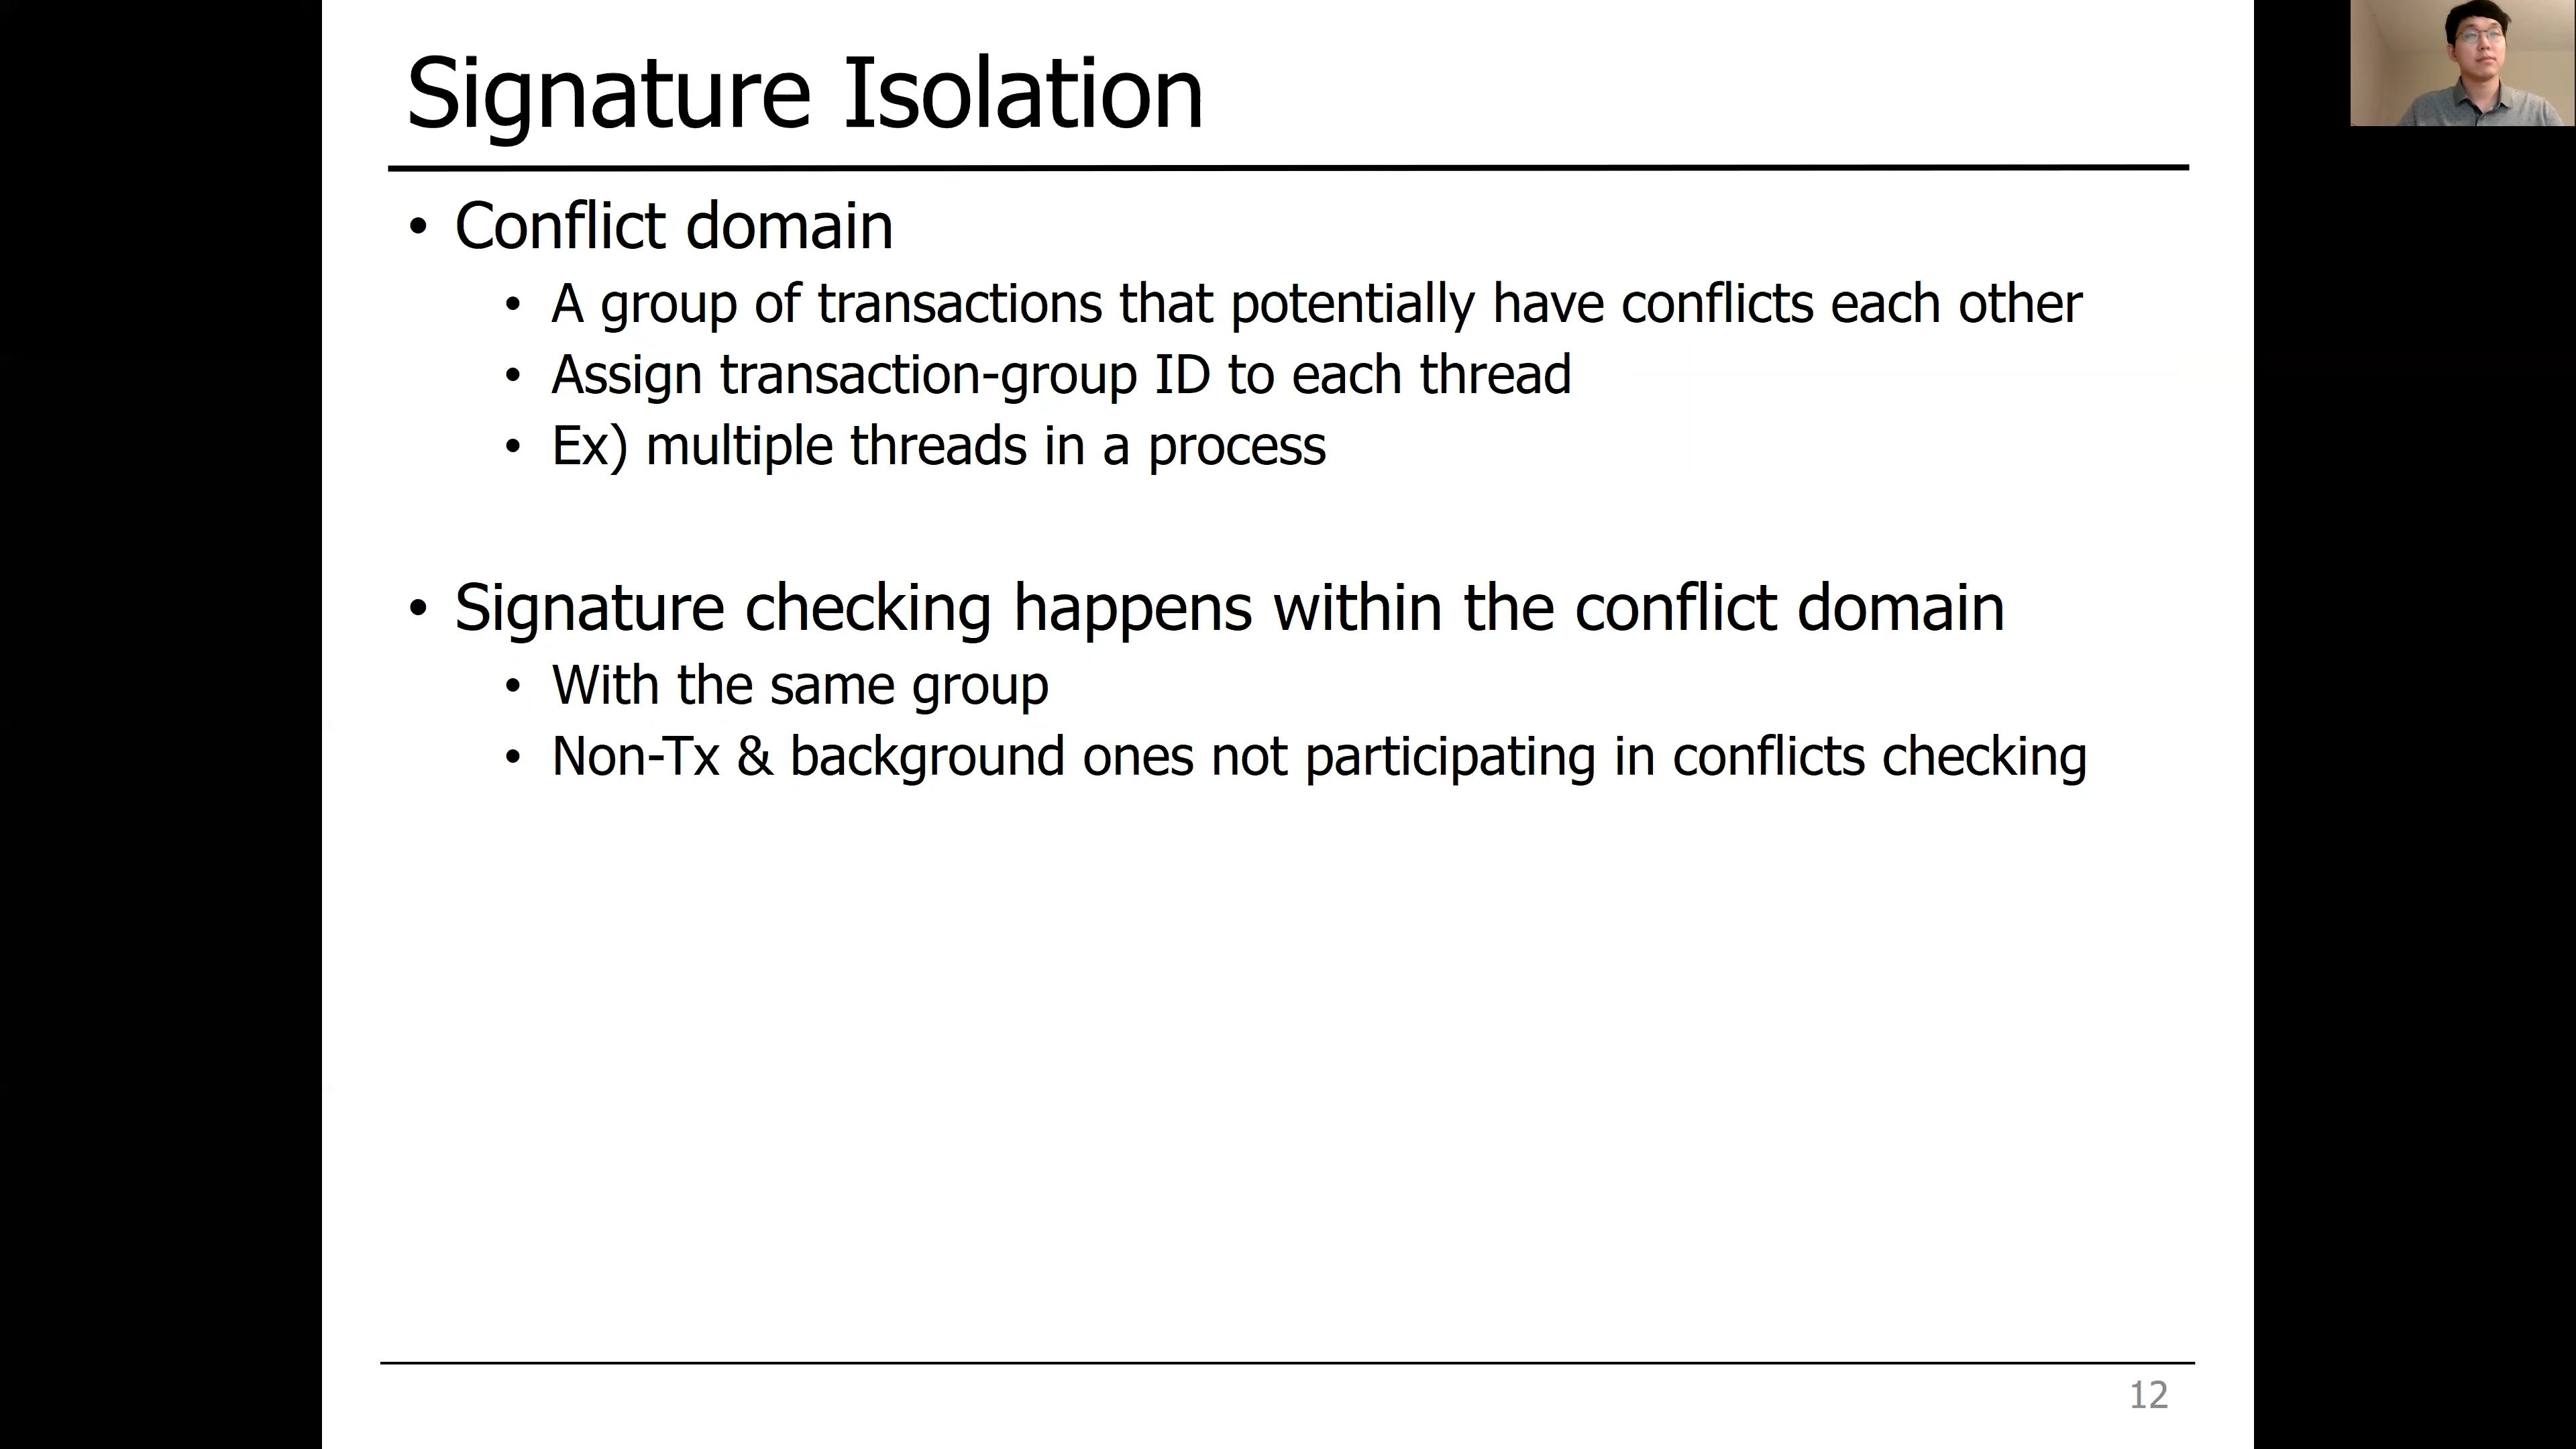 Signature Isolation
• Conflict domain
• A group of transactions that potentially have conflicts each other
• Assign transaction-group ID to each thread
• Ex) multiple threads in a process
• Signature checking happens within the conflict domain
• With the same group
• Non-Tx & background ones not participating in conflicts checking
12